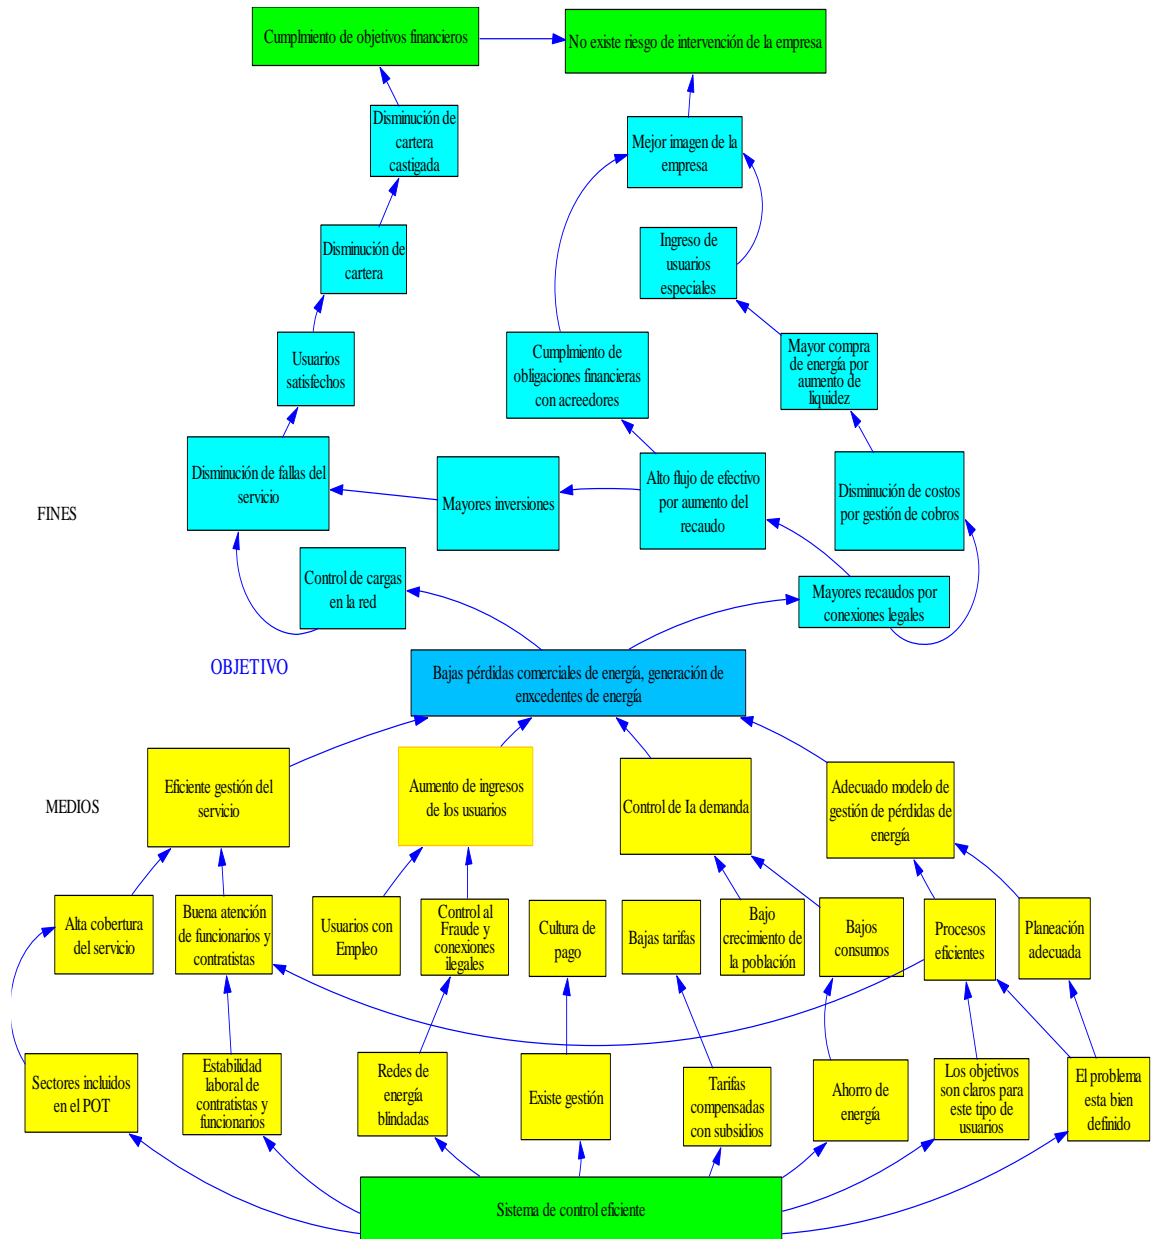 Cumplmiento de objetivos financieros
No existe riesgo de intervención de la empresa
Disminución de
cartera
castigada
Mejor imagen de la
empresa
Disminución de
cartera
Ingreso de
usuarios
especiales
Usuarios
satisfechos
Cumplmiento de
obligaciones financieras
con acreedores
Mayor compra
de energía por
aumento de
liquidez
Disminución de fallas del
servicio
Mayores inversiones
Alto flujo de efectivo
por aumento del
recaudo
Disminución de costos
por gestión de cobros
FINES
Control de cargas
en la red
Mayores recaudos por
conexiones legales
OBJETIVO
Bajas pérdidas comerciales de energía, generación de
enxcedentes de energía
MEDIOS
Eficiente gestión del
servicio
Aumento de ingresos
de los usuarios
Control de Ia demanda
Adecuado modelo de
gestión de pérdidas de
energía
Alta cobertura
del servicio
Buena atención
de funcionarios y
contratistas
Usuarios con
Empleo
Control al
Fraude y
conexiones
ilegales
Cultura de
pago
Bajas tarifas
Bajo
crecimiento de
la población
Bajos
consumos
Procesos
eficientes
Planeación
adecuada
Sectores incluidos
en el POT
Estabilidad
laboral de
contratistas y
funcionarios
Redes de
energía
blindadas
Existe gestión
Tarifas
compensadas
con subsidios
Ahorro de
energía
Los objetivos
son claros para
este tipo de
usuarios
El problema
esta bien
definido
Sistema de control eficiente